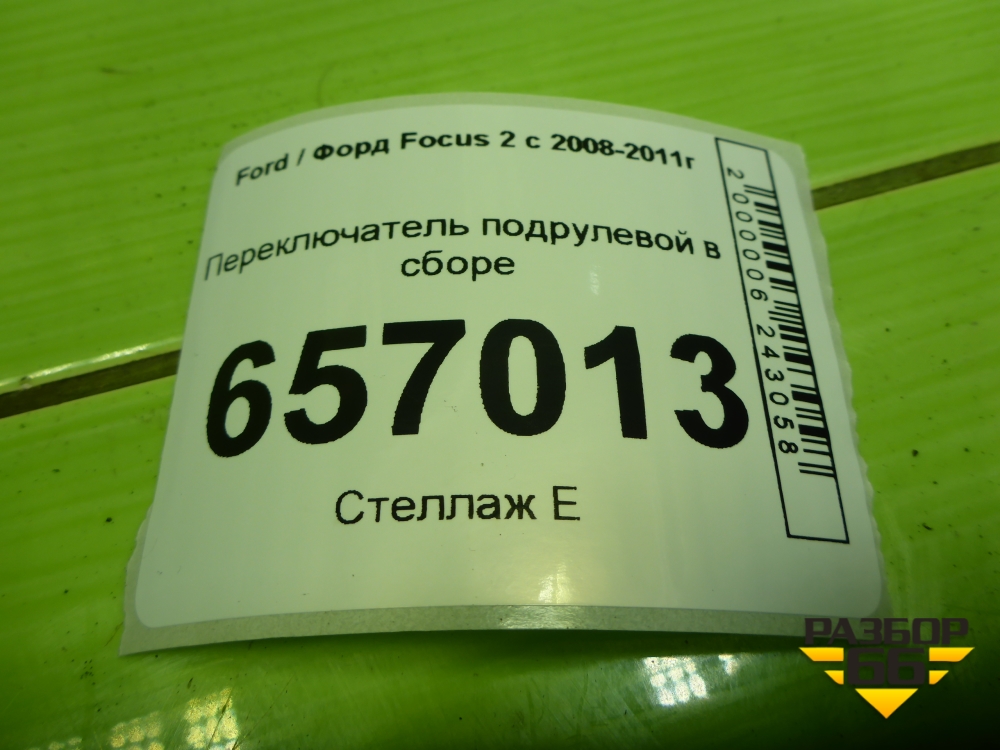 Ford / Форд Focus 2 с 2008-2011г
Переключатель подрулевой в
сборе
657013
Стеллаж Е
2000006243058
РАЗБОР
66